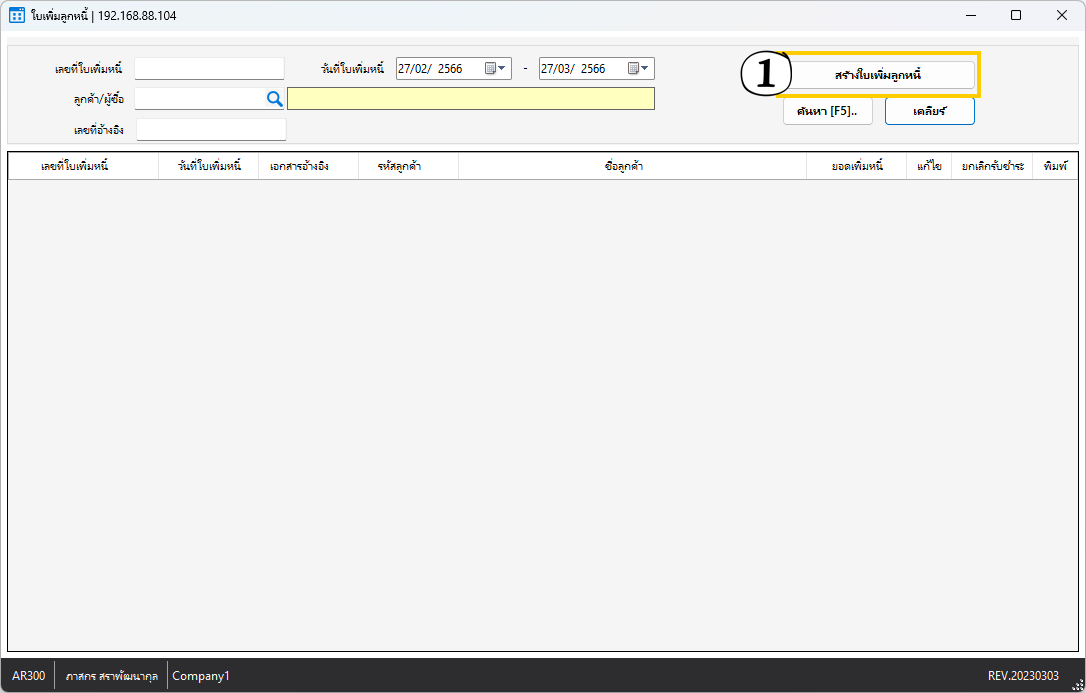 ใบเพิ่มลูกหนี้ | 192.168.88.104
เลขที่ใบเพิ่มหนี้ วันที่ใบเพิ่มหนี้ 27/02/ 2566 - 27/03/ 2566
1 สร้างใบเพิ่มลูกหนี้
ลูกค้า/ผู้ซื้อ
ค้นหา [F5].. เคลียร์
เลขที่อ้างอิง
เลขที่ใบเพิ่มหนี้ วันที่ใบเพิ่มหนี้ เอกสารอ้างอิง รหัสลูกค้า ชื่อลูกค้า ยอดเพิ่มหนี้ แก้ไข ยกเลิกรับชำระ พิมพ์
AR300 ภาสกร สราพัฒนากุล Company1 REV.20230303